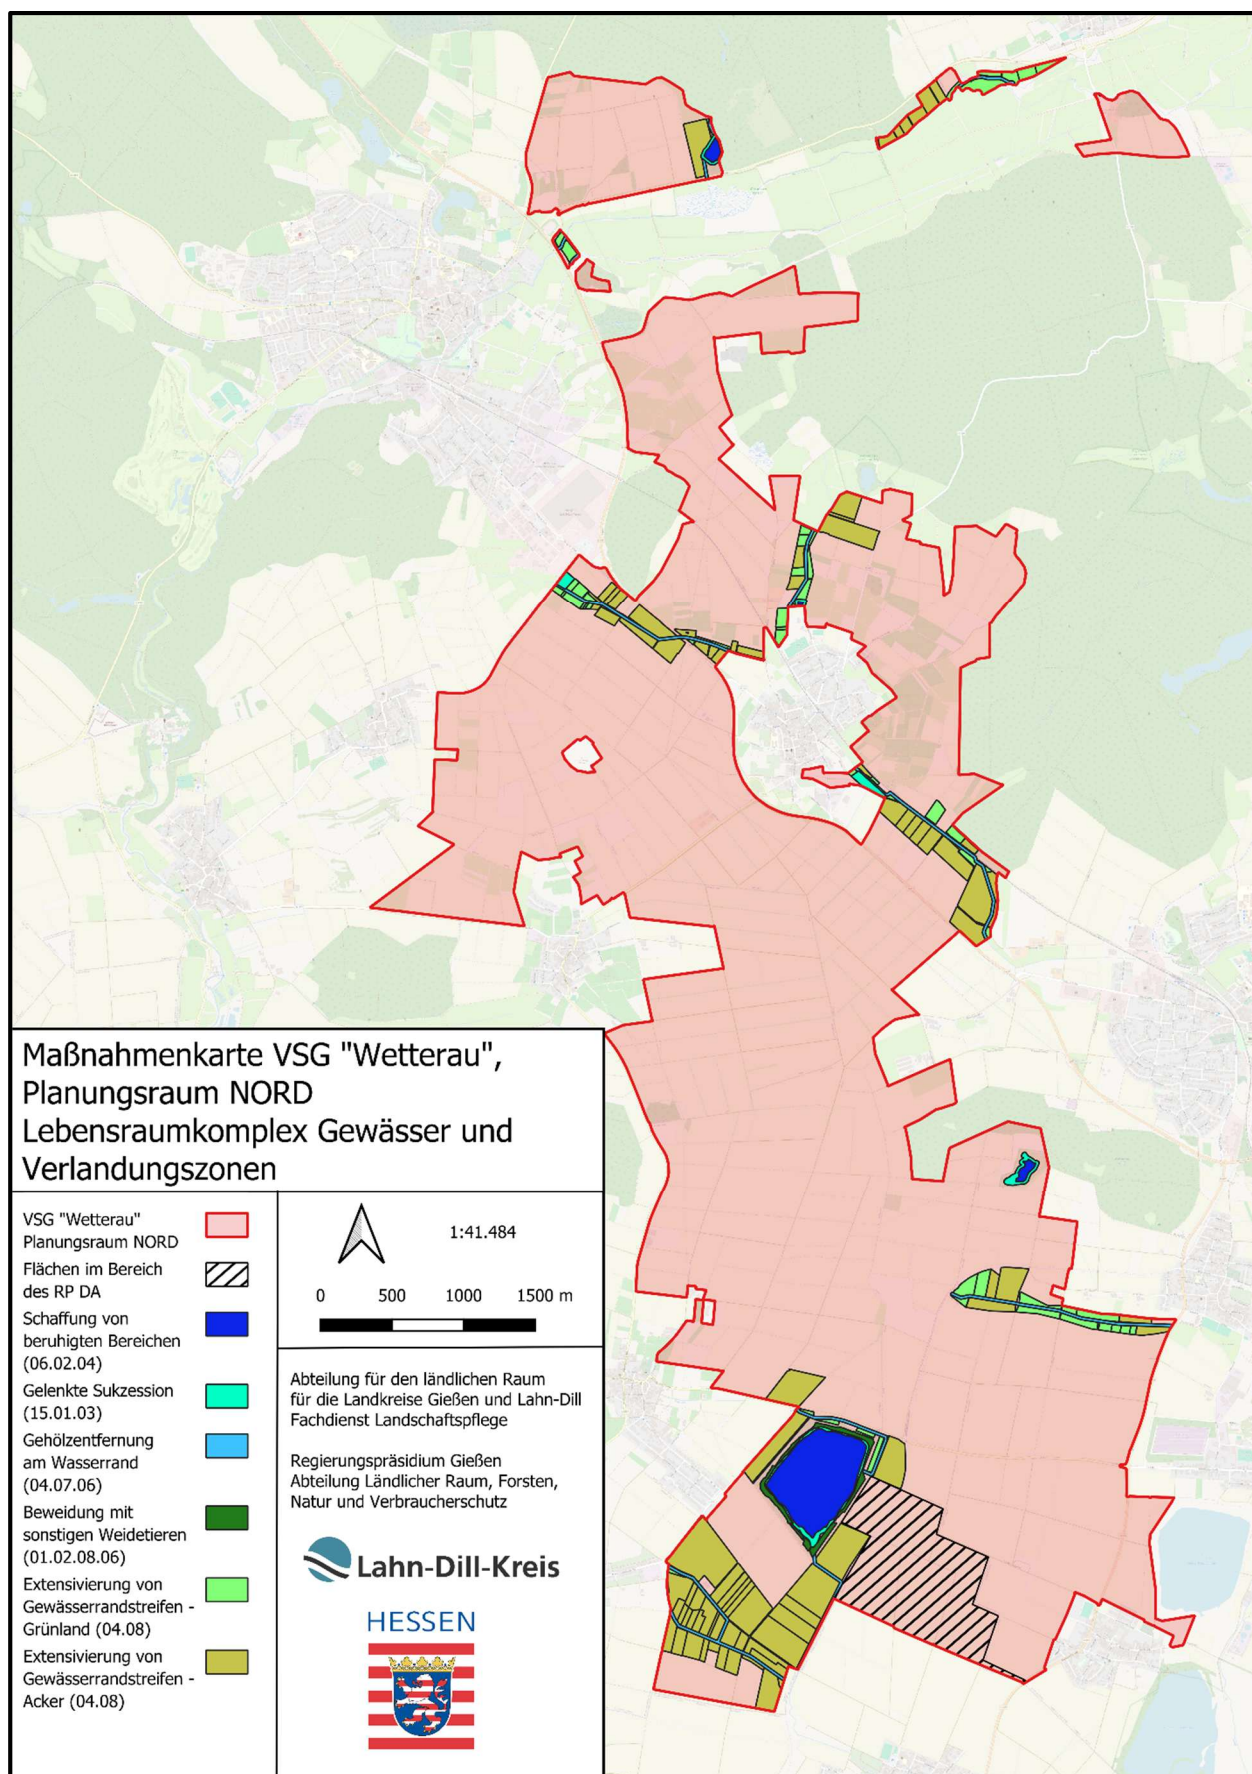 Maßnahmenkarte VSG "Wetterau",
Planungsraum NORD
Lebensraumkomplex Gewässer und
Verlandungszonen
VSG "Wetterau"
Planungsraum NORD
Flächen im Bereich
des RP DA
Schaffung von
beruhigten Bereichen
(06.02.04)
Gelenkte Sukzession
(15.01.03)
Gehölzentfernung
am Wasserrand
(04.07.06)
Beweidung mit
sonstigen Weidetieren
(01.02.08.06)
Extensivierung von
Gewässerrandstreifen -
Grünland (04.08)
Extensivierung von
Gewässerrandstreifen -
Acker (04.08)
1:41.484
0 500 1000 1500 m
Abteilung für den ländlichen Raum
für die Landkreise Gießen und Lahn-Dill
Fachdienst Landschaftspflege
Regierungspräsidium Gießen
Abteilung Ländlicher Raum, Forsten,
Natur und Verbraucherschutz
Lahn-Dill-Kreis
HESSEN